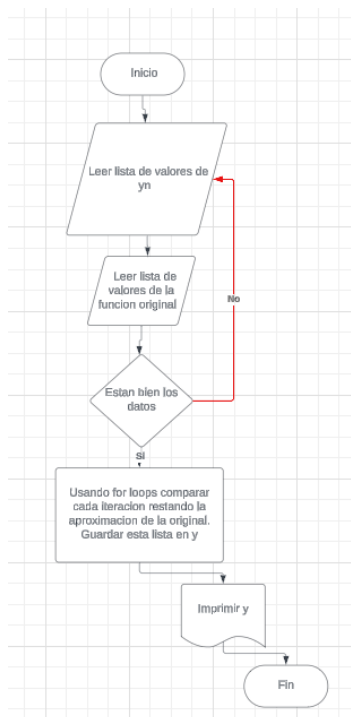 Inicio
Leer lista de valores de
yn
Leer lista de
valores de la
funcion original
No
Estan bien los
datos
si
Usando for loops comparar
cada iteracion restando la
aproximacion de la original.
Guardar esta lista en y
Imprimir y
Fin